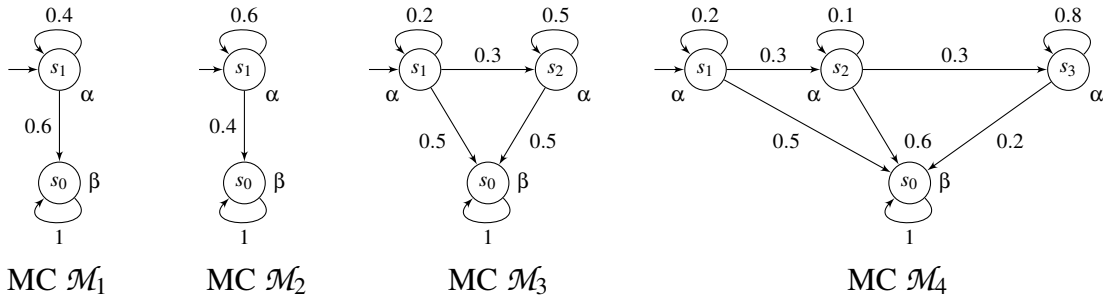 0.4 0.6 0.2 0.5 0.2 0.1 0.8
s1 s1 s1 0.3 s2 s1 0.3 s2 0.3 s3
α α α α α α α
0.6 0.4 0.5 0.5 0.5 0.6 0.2
s0 β s0 β s0 β s0 β
1 1 1 1
MC ℳ1 MC ℳ2 MC ℳ3 MC ℳ4